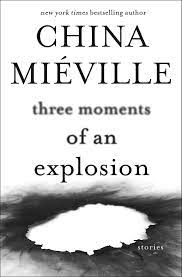 new york times bestselling author
CHINA
MIÉVILLE
three moments
of an
explosion
stories